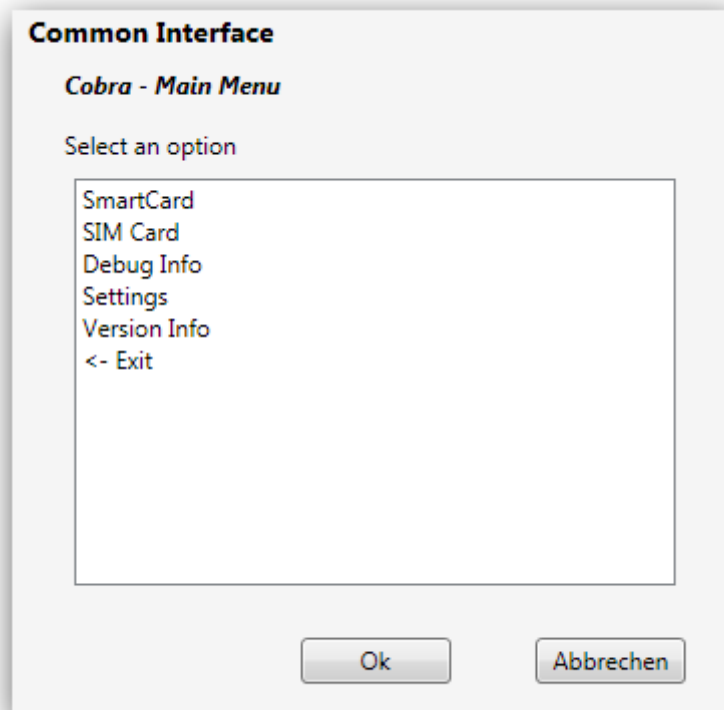 Common Interface
Cobra - Main Menu
Select an option
SmartCard
SIM Card
Debug Info
Settings
Version Info
<- Exit
Ok
Abbrechen